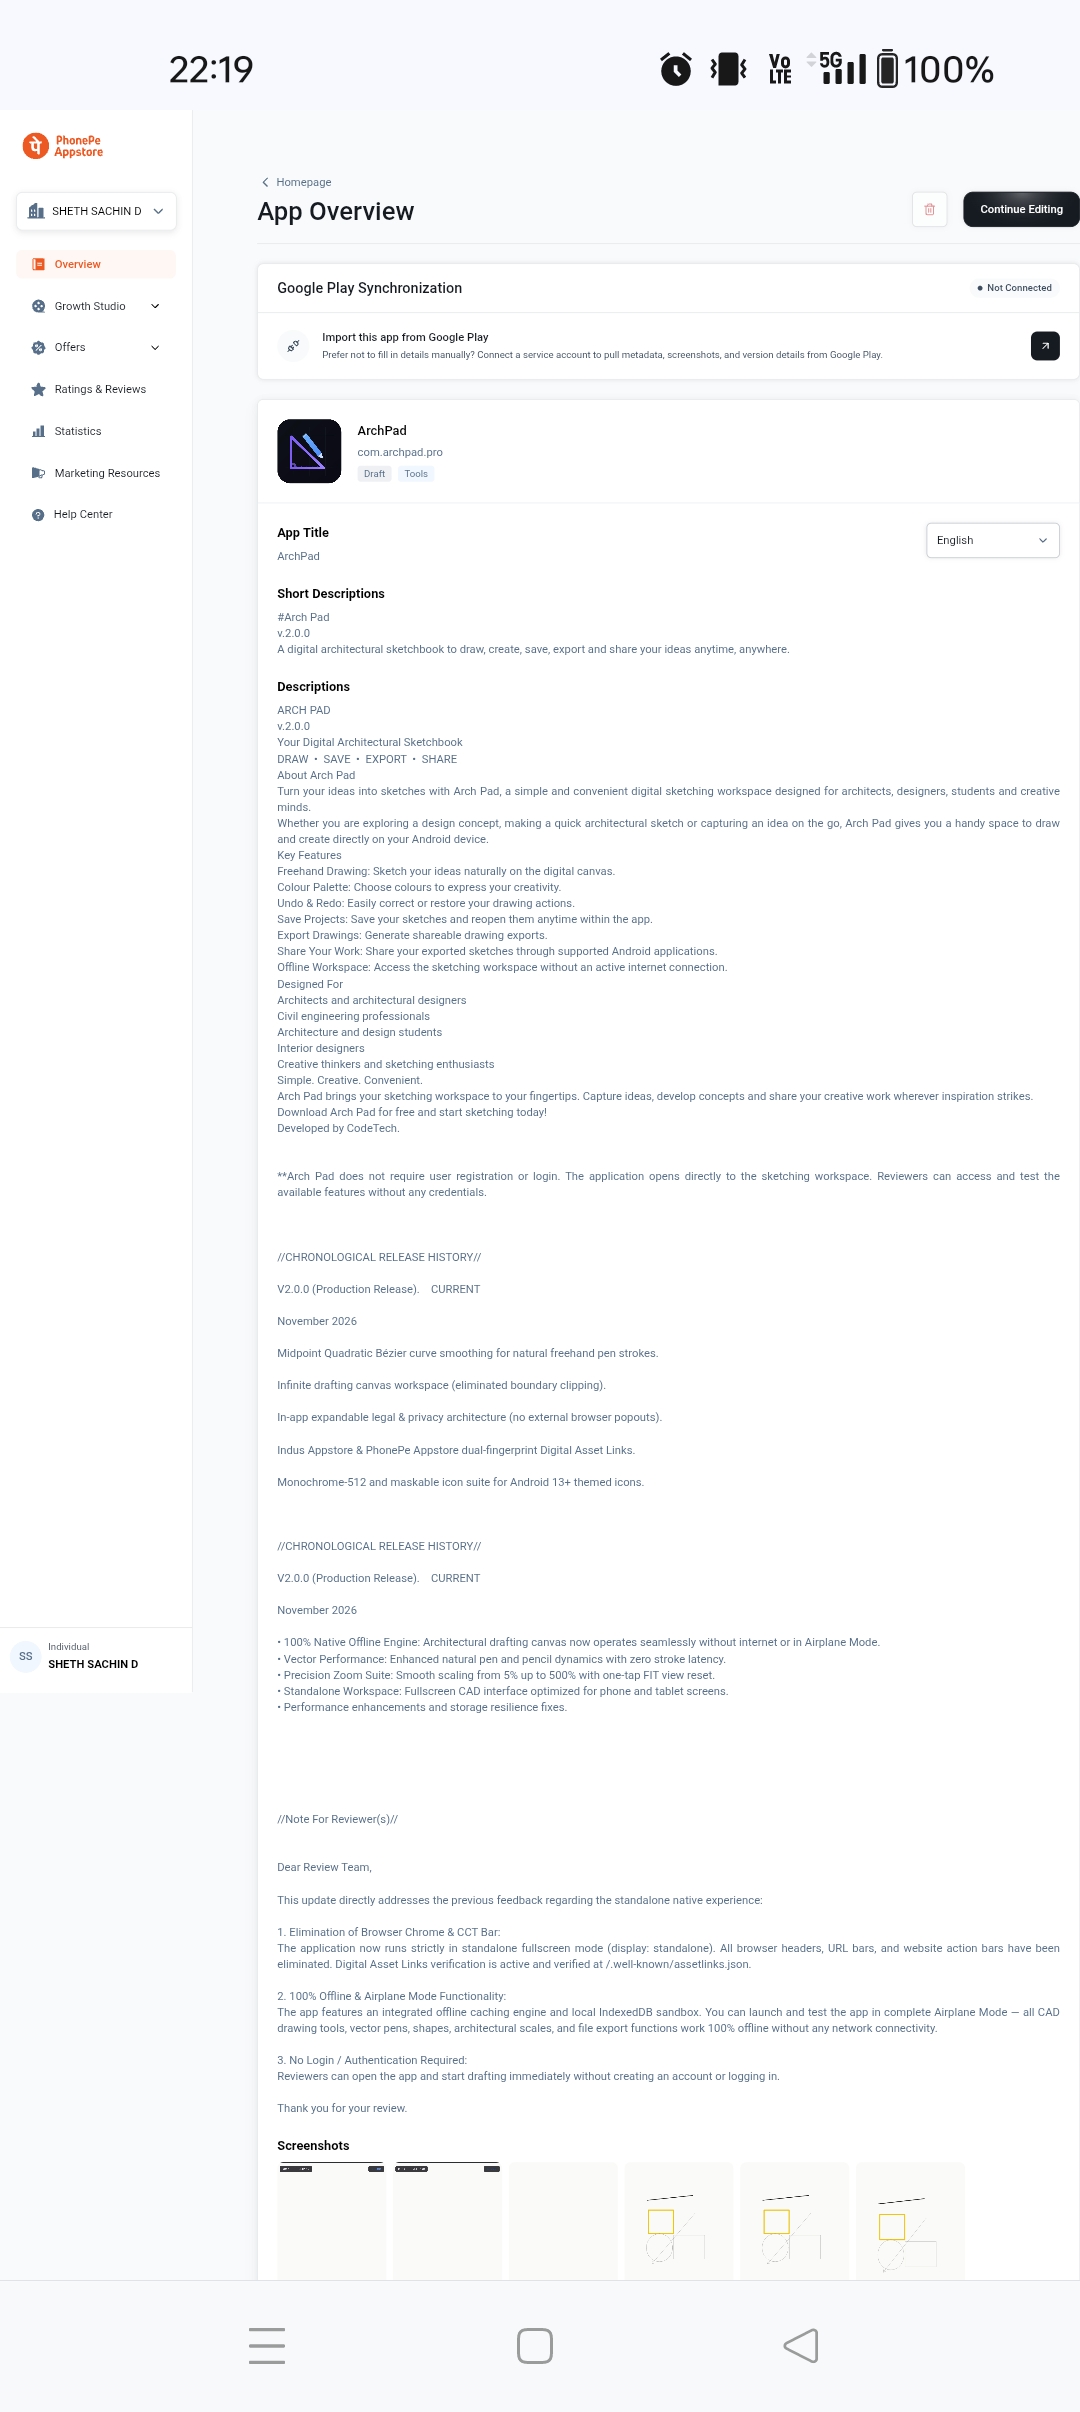 22:19
Vo LTE 5G 100%
PhonePe
Appstore
SHETH SACHIN D
Overview
Growth Studio
Offers
Ratings & Reviews
Statistics
Marketing Resources
Help Center
Homepage
App Overview
Continue Editing
Google Play Synchronization
Not Connected
Import this app from Google Play
Prefer not to fill in details manually? Connect a service account to pull metadata, screenshots, and version details from Google Play.
ArchPad
com.archpad.pro
Draft Tools
App Title
English
ArchPad
Short Descriptions
#Arch Pad
v.2.0.0
A digital architectural sketchbook to draw, create, save, export and share your ideas anytime, anywhere.
Descriptions
ARCH PAD
v.2.0.0
Your Digital Architectural Sketchbook
DRAW • SAVE • EXPORT • SHARE
About Arch Pad
Turn your ideas into sketches with Arch Pad, a simple and convenient digital sketching workspace designed for architects, designers, students and creative
minds.
Whether you are exploring a design concept, making a quick architectural sketch or capturing an idea on the go, Arch Pad gives you a handy space to draw
and create directly on your Android device.
Key Features
Freehand Drawing: Sketch your ideas naturally on the digital canvas.
Colour Palette: Choose colours to express your creativity.
Undo & Redo: Easily correct or restore your drawing actions.
Save Projects: Save your sketches and reopen them anytime within the app.
Export Drawings: Generate shareable drawing exports.
Share Your Work: Share your exported sketches through supported Android applications.
Offline Workspace: Access the sketching workspace without an active internet connection.
Designed For
Architects and architectural designers
Civil engineering professionals
Architecture and design students
Interior designers
Creative thinkers and sketching enthusiasts
Simple. Creative. Convenient.
Arch Pad brings your sketching workspace to your fingertips. Capture ideas, develop concepts and share your creative work wherever inspiration strikes.
Download Arch Pad for free and start sketching today!
Developed by CodeTech.
**Arch Pad does not require user registration or login. The application opens directly to the sketching workspace. Reviewers can access and test the
available features without any credentials.
//CHRONOLOGICAL RELEASE HISTORY//
V2.0.0 (Production Release). CURRENT
November 2026
Midpoint Quadratic Bézier curve smoothing for natural freehand pen strokes.
Infinite drafting canvas workspace (eliminated boundary clipping).
In-app expandable legal & privacy architecture (no external browser popouts).
Indus Appstore & PhonePe Appstore dual-fingerprint Digital Asset Links.
Monochrome-512 and maskable icon suite for Android 13+ themed icons.
//CHRONOLOGICAL RELEASE HISTORY//
V2.0.0 (Production Release). CURRENT
November 2026
• 100% Native Offline Engine: Architectural drafting canvas now operates seamlessly without internet or in Airplane Mode.
• Vector Performance: Enhanced natural pen and pencil dynamics with zero stroke latency.
• Precision Zoom Suite: Smooth scaling from 5% up to 500% with one-tap FIT view reset.
• Standalone Workspace: Fullscreen CAD interface optimized for phone and tablet screens.
• Performance enhancements and storage resilience fixes.
Individual
SS SHETH SACHIN D
//Note For Reviewer(s)//
Dear Review Team,
This update directly addresses the previous feedback regarding the standalone native experience:
1. Elimination of Browser Chrome & CCT Bar:
The application now runs strictly in standalone fullscreen mode (display: standalone). All browser headers, URL bars, and website action bars have been
eliminated. Digital Asset Links verification is active and verified at /.well-known/assetlinks.json.
2. 100% Offline & Airplane Mode Functionality:
The app features an integrated offline caching engine and local IndexedDB sandbox. You can launch and test the app in complete Airplane Mode — all CAD
drawing tools, vector pens, shapes, architectural scales, and file export functions work 100% offline without any network connectivity.
3. No Login / Authentication Required:
Reviewers can open the app and start drafting immediately without creating an account or logging in.
Thank you for your review.
Screenshots